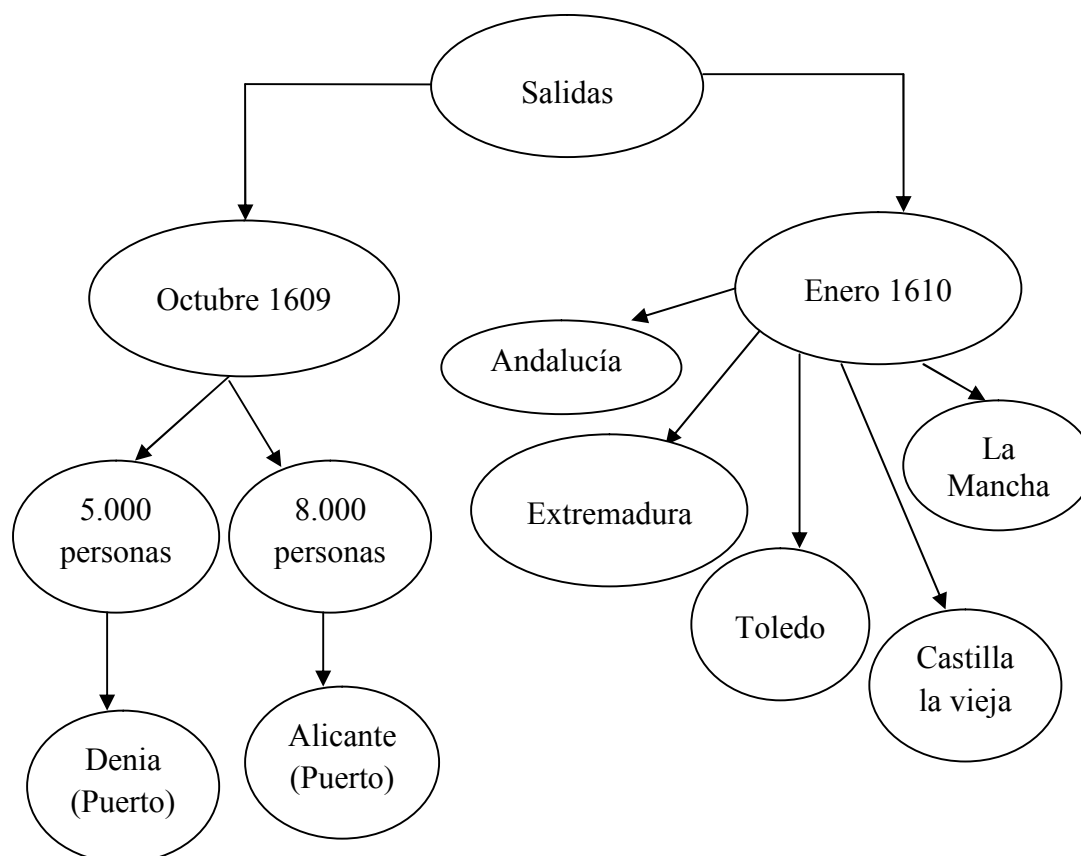 Salidas
Octubre 1609
Enero 1610
Andalucía
La
Mancha
5.000
personas
8.000
personas
Extremadura
Toledo
Castilla
la vieja
Denia
(Puerto)
Alicante
(Puerto)